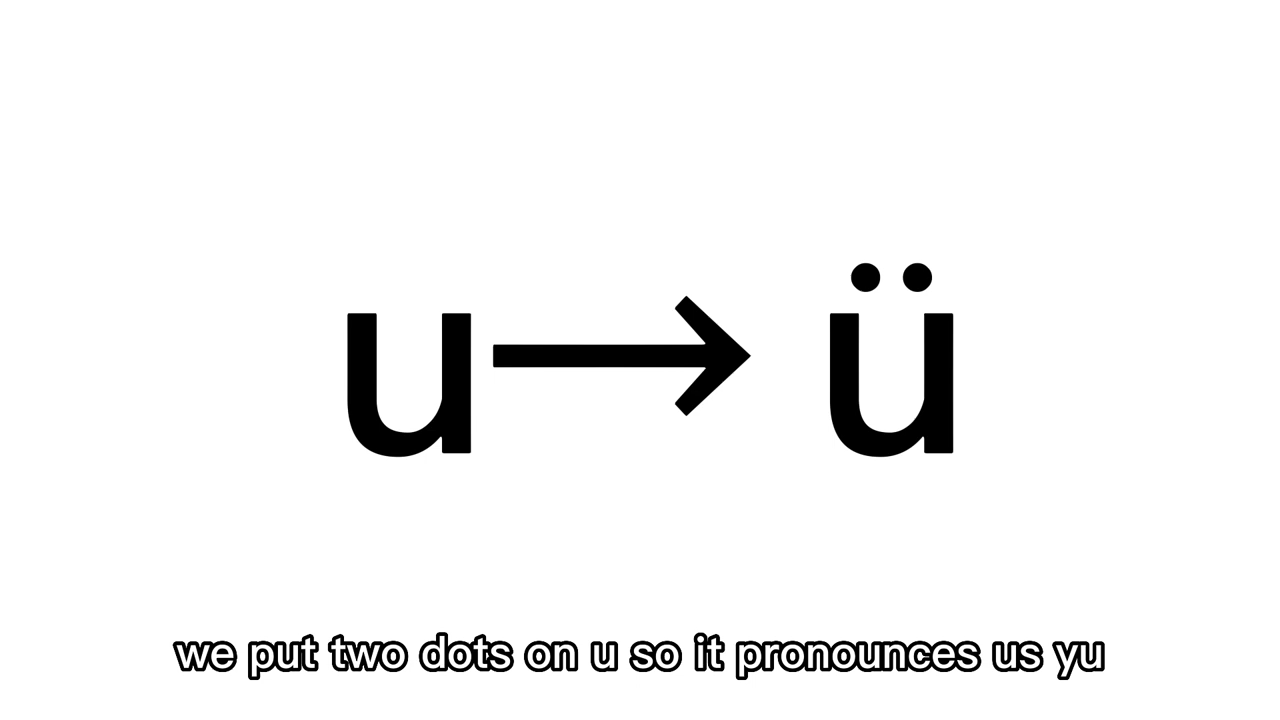 u→ü
we put two dots on u so it pronounces us yu